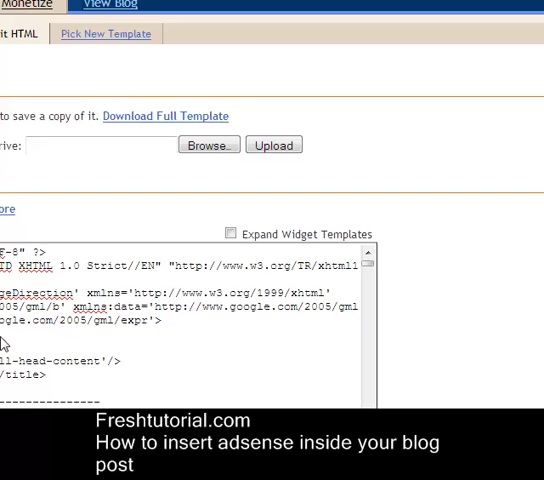 Monetize View Blog
it HTML Pick New Template
to save a copy of it. Download Full Template
rive: Browse.. Upload
ore
Expand Widget Templates
F-8" ?>
TD XHTML 1.0 Strict//EN" "http://www.w3.org/TR/xhtml1
geDirection' xmlns='http://www.w3.org/1999/xhtml'
005/gml/b' xmlns:data='http://www.google.com/2005/gml
ogle.com/2005/gml/expr'>
ll-head-content'/>
/title>
---------------
Freshtutorial.com
How to insert adsense inside your blog
post